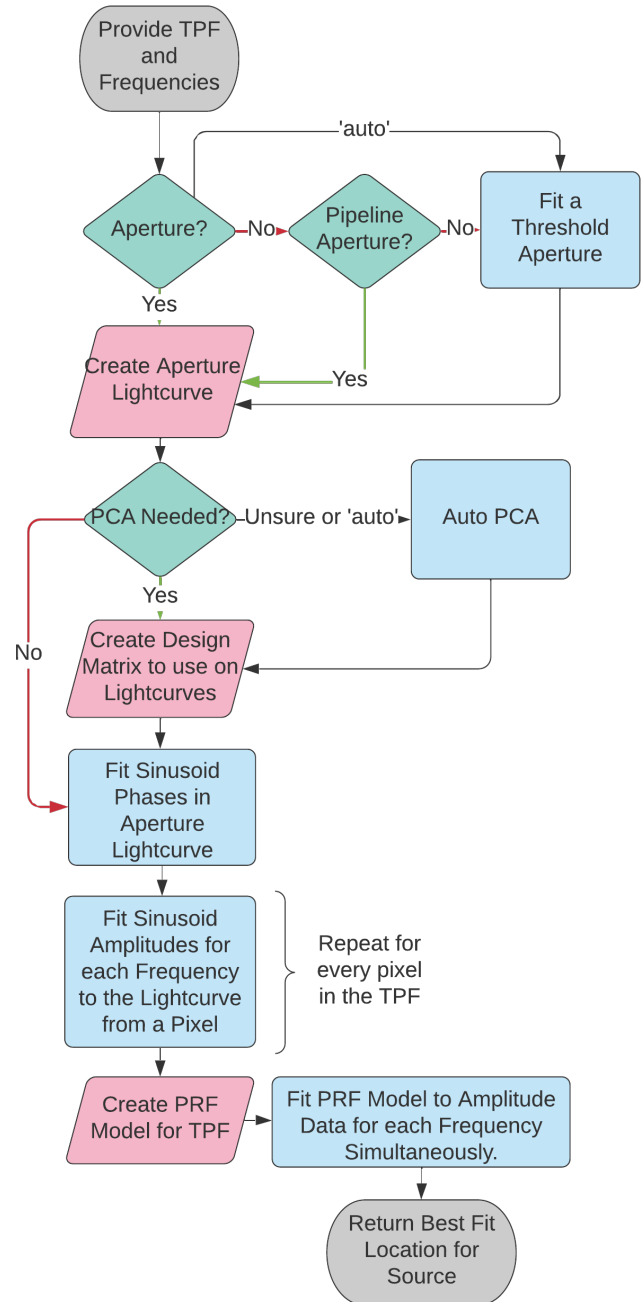 Provide TPF
and
Frequencies
'auto'
Aperture?
No
Pipeline
Aperture?
No
Fit a
Threshold
Aperture
Yes
Create Aperture
Lightcurve
Yes
PCA Needed?
Unsure or 'auto'
Auto PCA
Yes
No
Create Design
Matrix to use on
Lightcurves
Fit Sinusoid
Phases in
Aperture
Lightcurve
Fit Sinusoid
Amplitudes for
each Frequency
to the Lightcurve
from a Pixel
Repeat for
every pixel
in the TPF
Create PRF
Model for TPF
Fit PRF Model to Amplitude
Data for each Frequency
Simultaneously.
Return Best Fit
Location for
Source